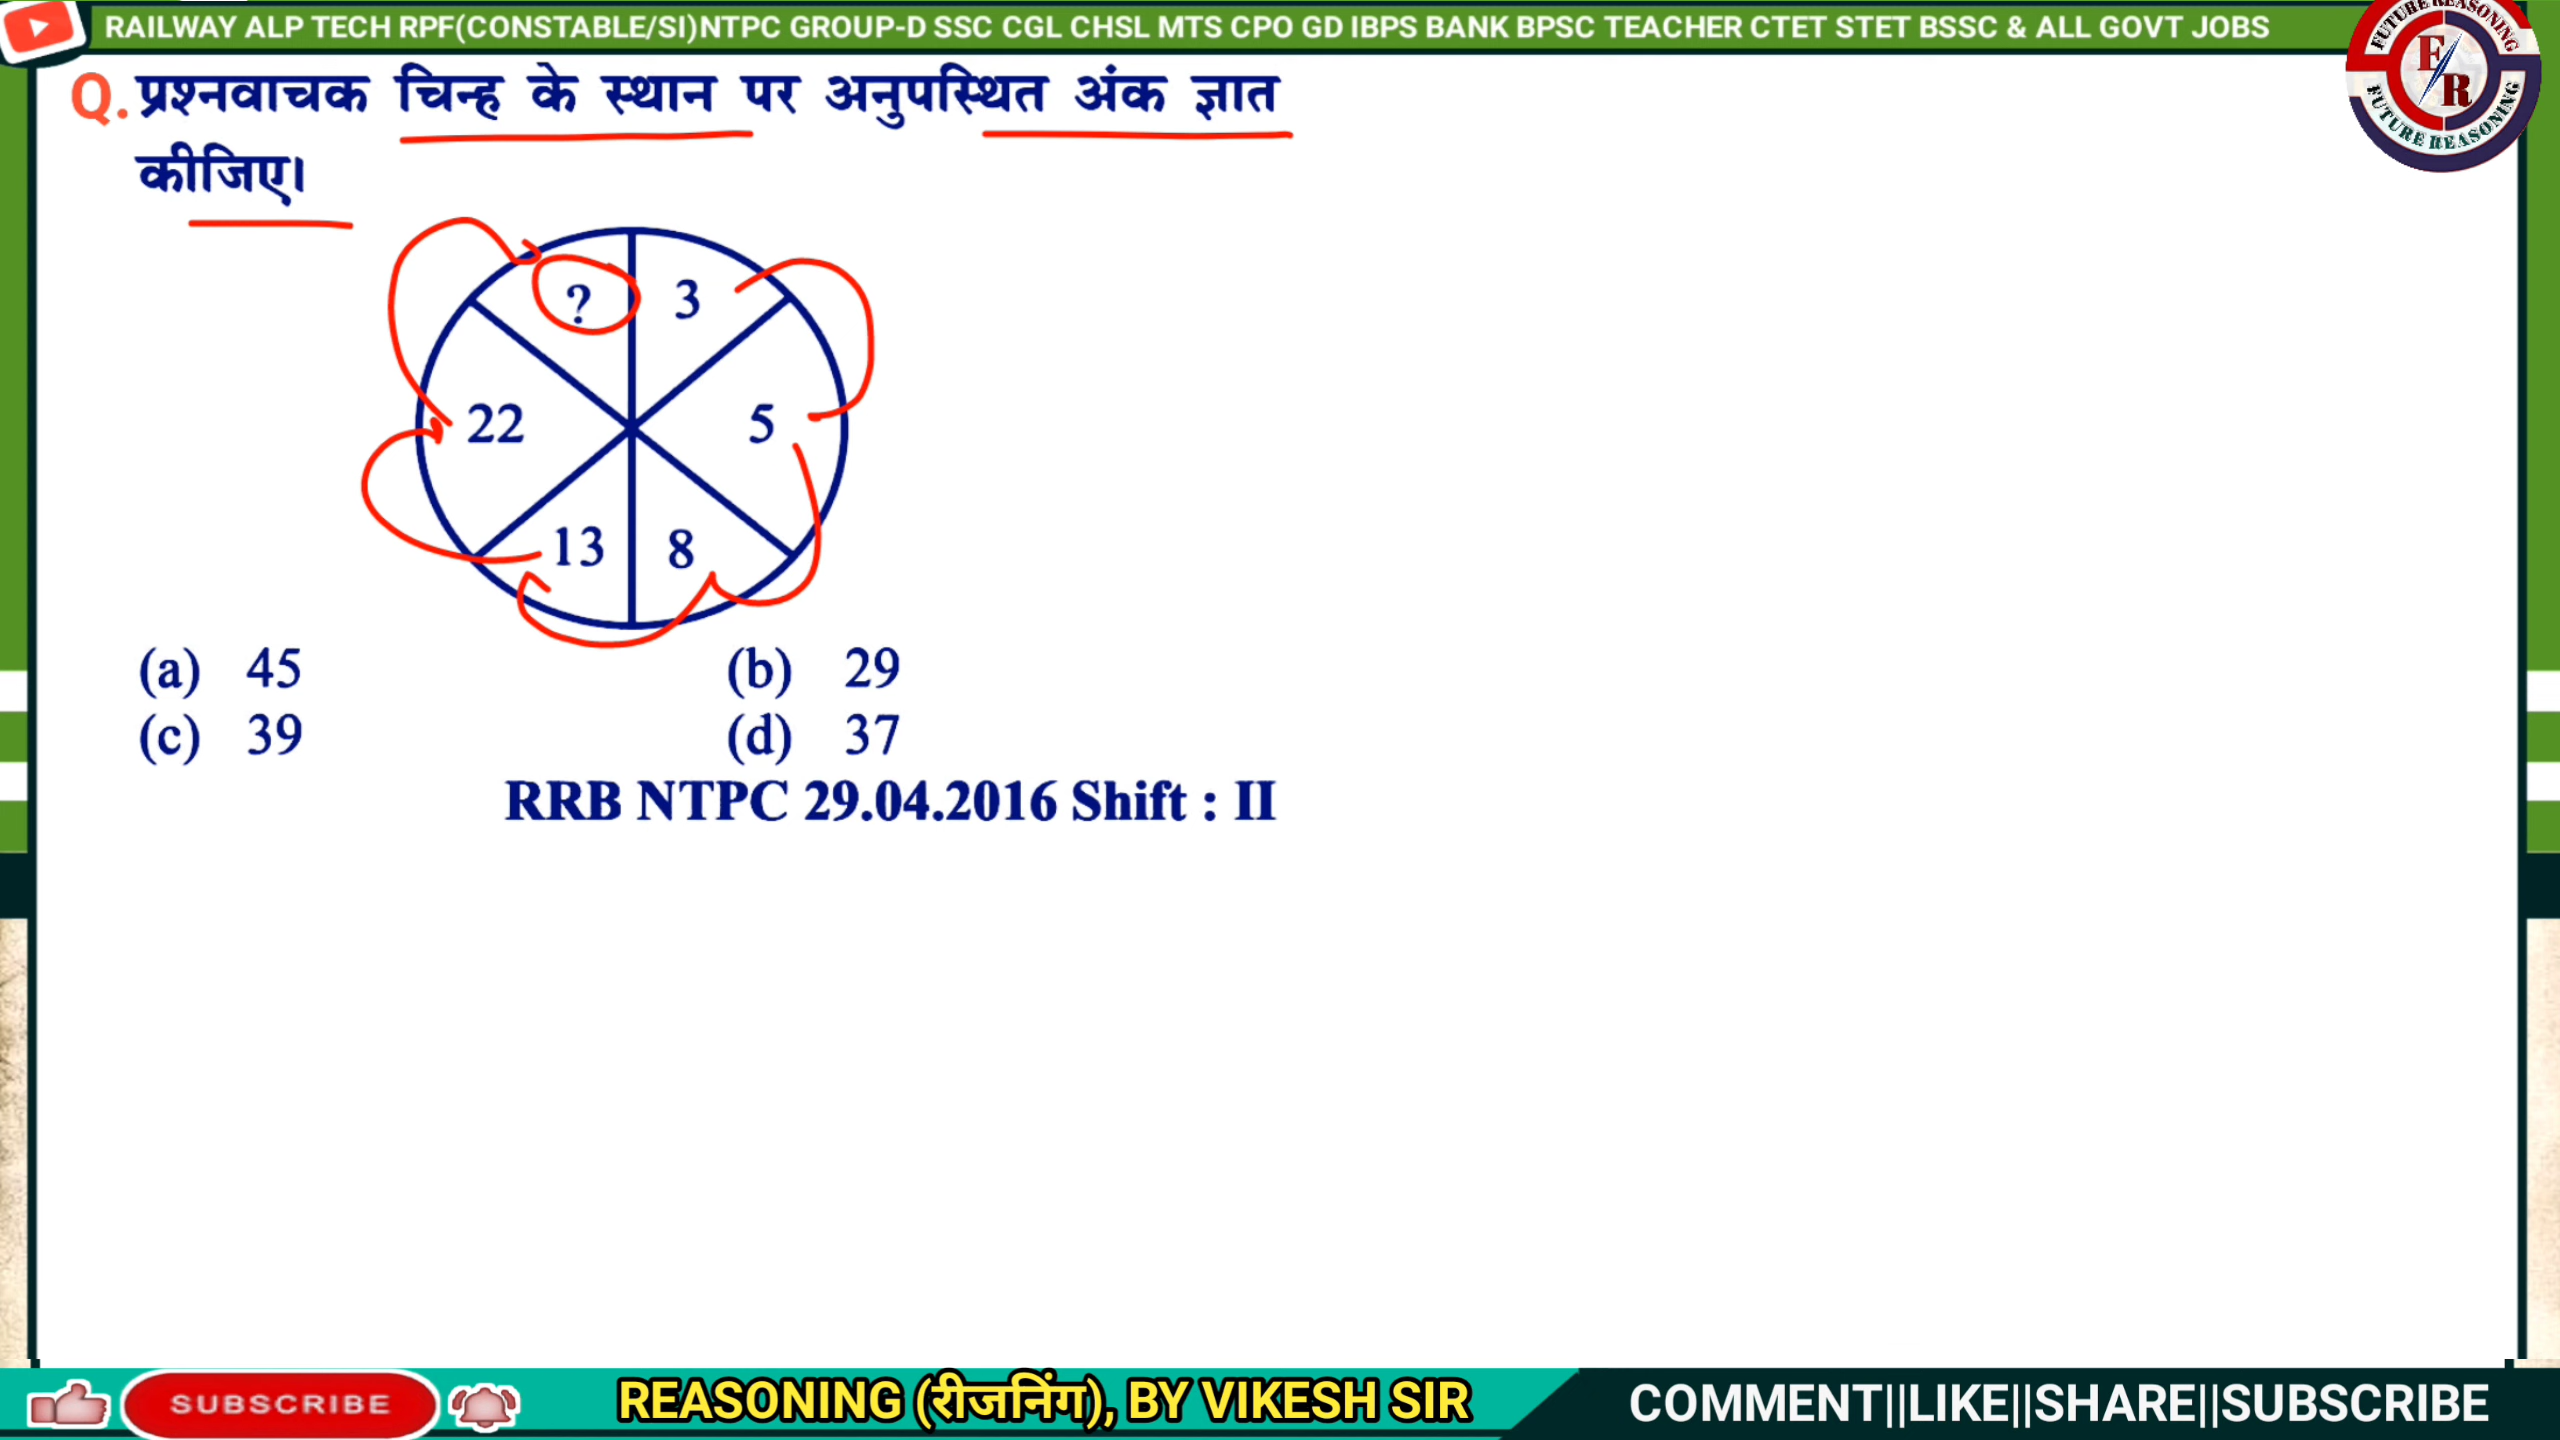 RAILWAY ALP TECH RPF(CONSTABLE/SI)NTPC GROUP-D SSC CGL CHSL MTS CPO GD IBPS BANK BPSC TEACHER CTET STET BSSC & ALL GOVT JOBS
FUTURE REASONING
F R
FUTURE REASONING
Q. प्रश्नवाचक चिन्ह के स्थान पर अनुपस्थित अंक ज्ञात
कीजिए।
? 3
22 5
13 8
(a) 45 (b) 29
(c) 39 (d) 37
RRB NTPC 29.04.2016 Shift : II
SUBSCRIBE REASONING (रीजनिंग), BY VIKESH SIR COMMENT||LIKE||SHARE||SUBSCRIBE